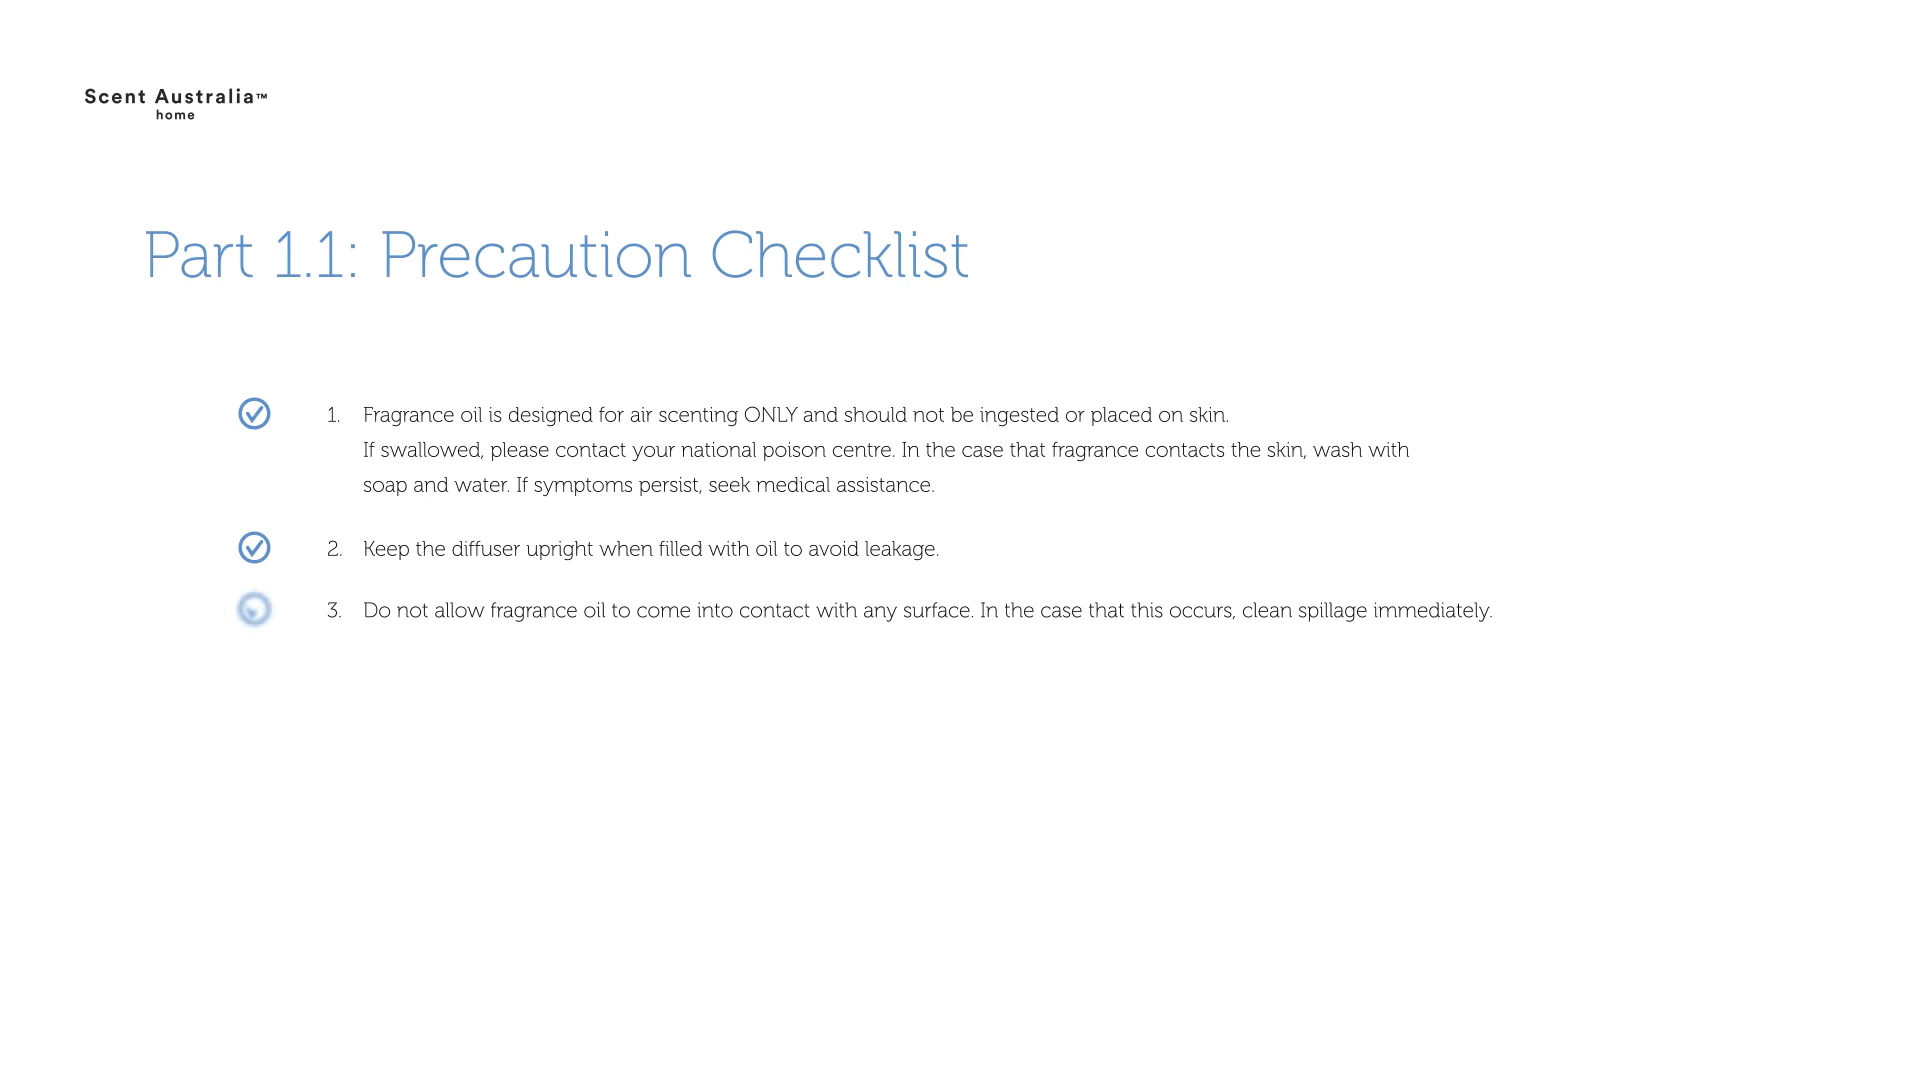 Scent Australia™
home
Part 1.1: Precaution Checklist
1. Fragrance oil is designed for air scenting ONLY and should not be ingested or placed on skin.
If swallowed, please contact your national poison centre. In the case that fragrance contacts the skin, wash with
soap and water. If symptoms persist, seek medical assistance.
2. Keep the diffuser upright when filled with oil to avoid leakage.
3. Do not allow fragrance oil to come into contact with any surface. In the case that this occurs, clean spillage immediately.